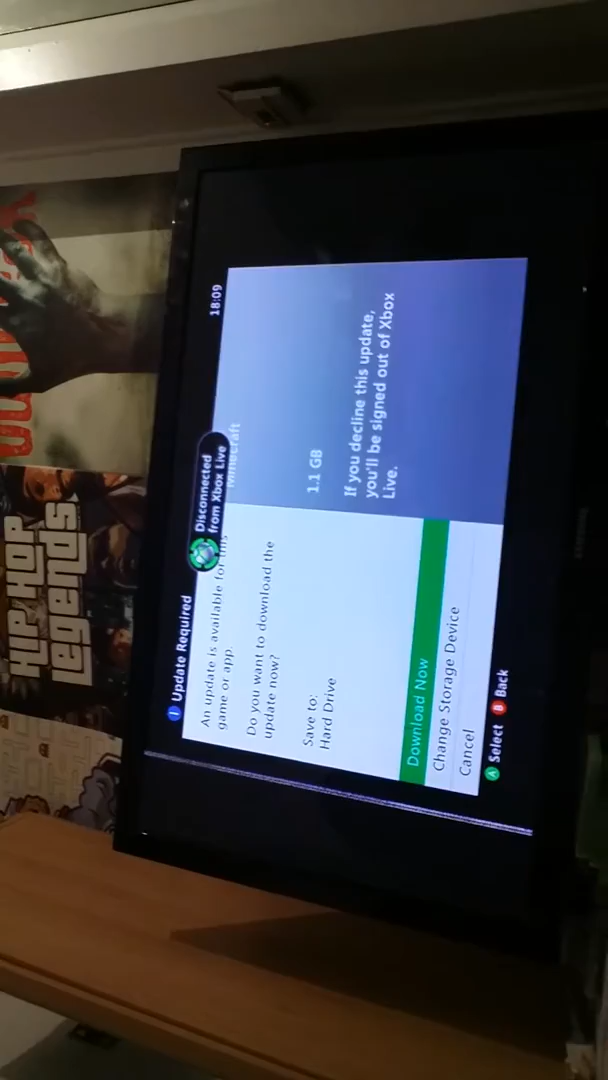 HIP HOP
Legends
Update Required
18:09
Disconnected
from Xbox Live
An update is available for this
game or app.
Do you want to download the
update now?
Save to:
Hard Drive
Minecraft
1.1 GB
If you decline this update,
you'll be signed out of Xbox
Live.
Download Now
Change Storage Device
Cancel
A Select B Back